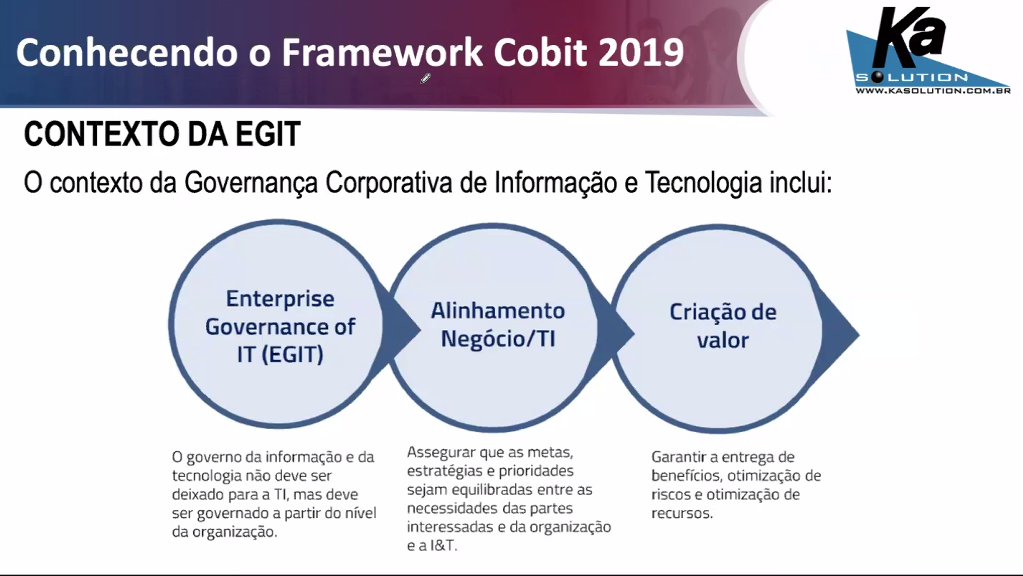 Conhecendo o Framework Cobit 2019
Ka
SOLUTION
WWW.KASOLUTION.COM.BR
CONTEXTO DA EGIT
O contexto da Governança Corporativa de Informação e Tecnologia inclui:
Enterprise
Governance of
IT (EGIT)
Alinhamento
Negócio/TI
Criação de
valor
O governo da informação e da
tecnologia não deve ser
deixado para a TI, mas deve
ser governado a partir do nível
da organização.
Assegurar que as metas,
estratégias e prioridades
sejam equilibradas entre as
necessidades das partes
interessadas e da organização
e a I&T.
Garantir a entrega de
benefícios, otimização de
riscos e otimização de
recursos.